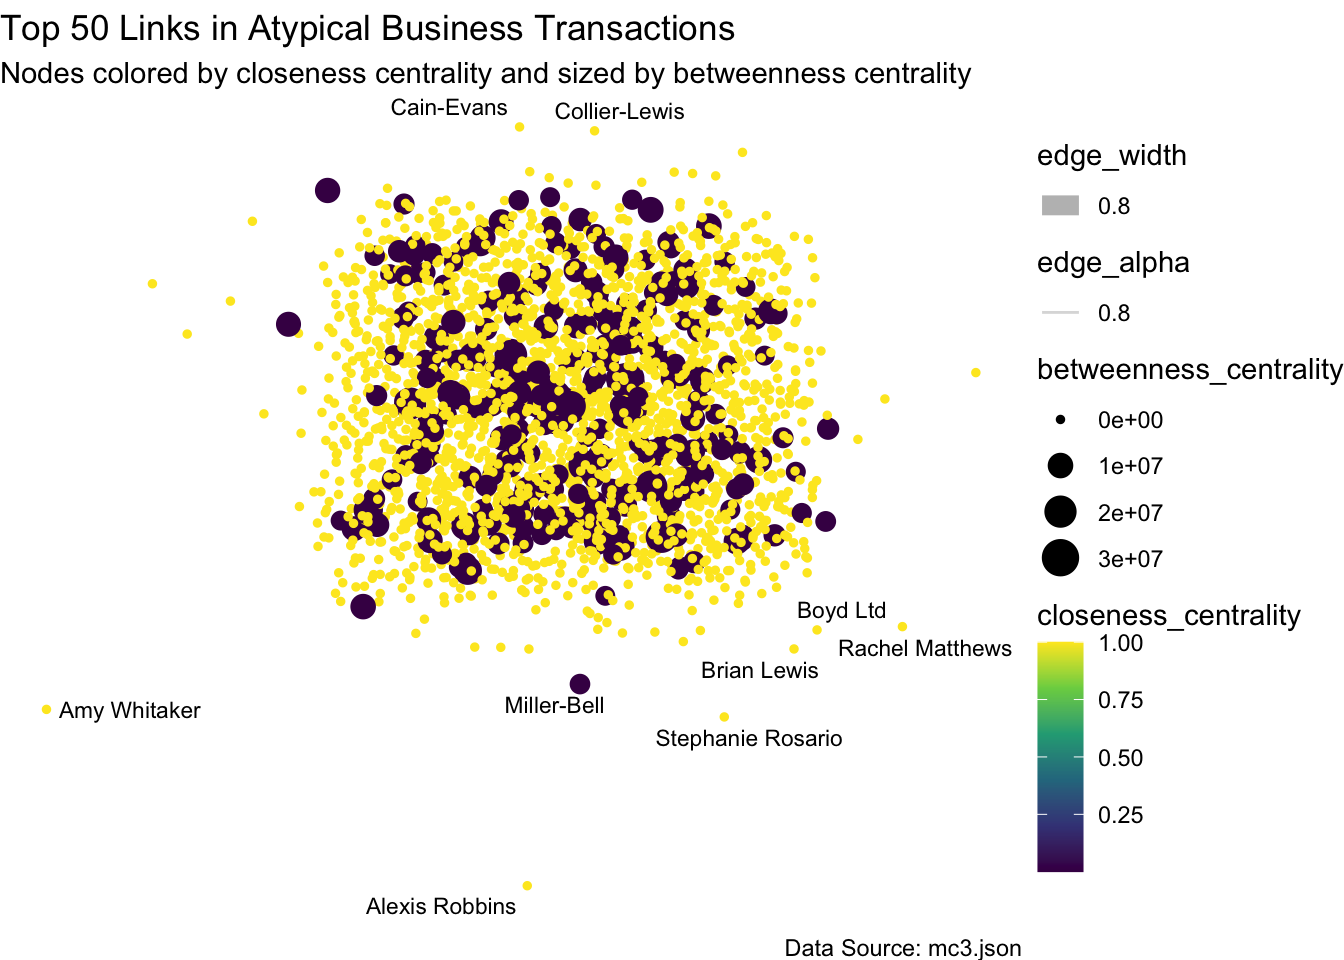 Top 50 Links in Atypical Business Transactions
Nodes colored by closeness centrality and sized by betweenness centrality
Cain-Evans
Collier-Lewis
Boyd Ltd
Rachel Matthews
Brian Lewis
Miller-Bell
Amy Whitaker
Stephanie Rosario
Alexis Robbins
edge_width
0.8
edge_alpha
0.8
betweenness_centrality
0e+00
1e+07
2e+07
3e+07
closeness_centrality
1.00
0.75
0.50
0.25
Data Source: mc3.json